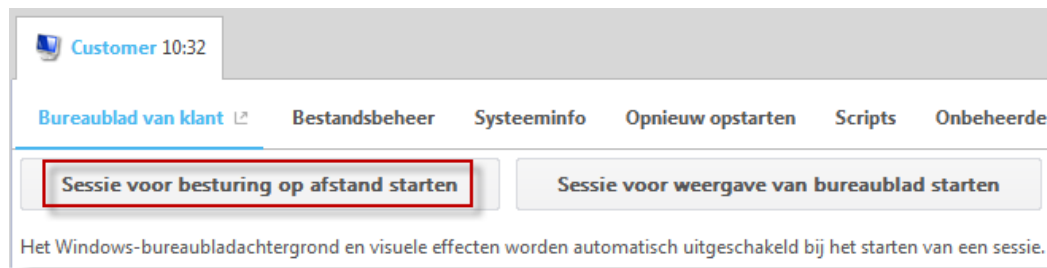 Customer 10:32
Bureaublad van klant Bestandsbeheer Systeeminfo Opnieuw opstarten Scripts Onbeheerde
Sessie voor besturing op afstand starten Sessie voor weergave van bureaublad starten
Het Windows-bureaubladachtergrond en visuele effecten worden automatisch uitgeschakeld bij het starten van een sessie.